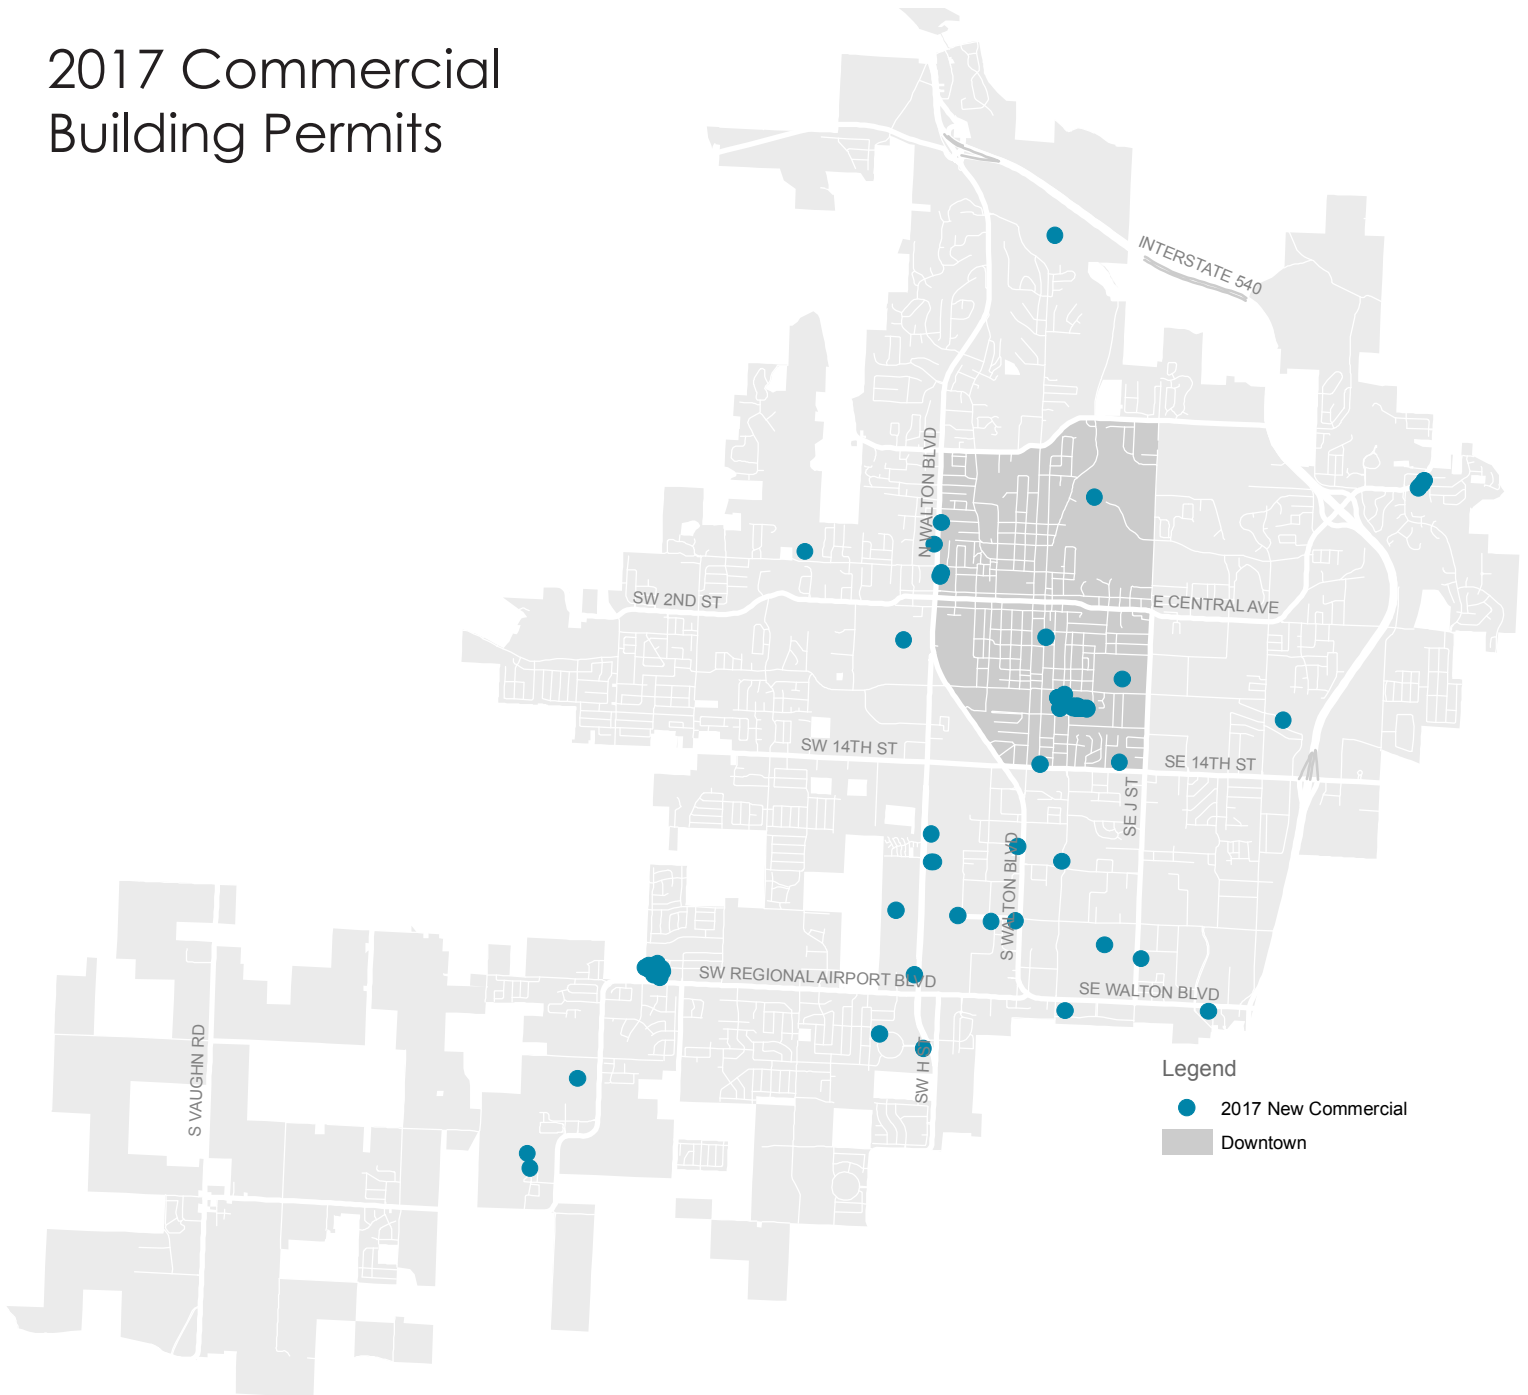 2017 Commercial
Building Permits
INTERSTATE 540
N WALTON BLVD
SW 2ND ST
E CENTRAL AVE
SW 14TH ST
SE 14TH ST
SE J ST
S WALTON BLVD
SW REGIONAL AIRPORT BLVD
SE WALTON BLVD
S VAUGHN RD
SW H ST
Legend
2017 New Commercial
Downtown